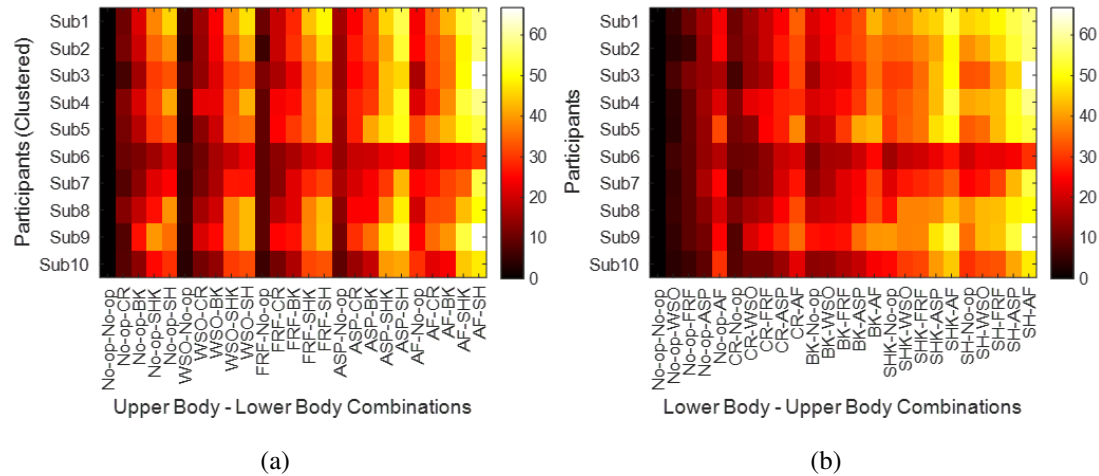 Participants (Clustered)
Sub1
Sub2
Sub3
Sub4
Sub5
Sub6
Sub7
Sub8
Sub9
Sub10
No-op-No-op
No-op-CR
No-op-BK
No-op-SHK
No-op-SH
WSO-No-op
WSO-CR
WSO-BK
WSO-SHK
WSO-SH
FRF-No-op
FRF-CR
FRF-BK
FRF-SHK
FRF-SH
ASP-No-op
ASP-CR
ASP-BK
ASP-SHK
ASP-SH
AF-No-op
AF-CR
AF-BK
AF-SHK
AF-SH
Upper Body - Lower Body Combinations
60
50
40
30
20
10
0
(a)
Participants
Sub1
Sub2
Sub3
Sub4
Sub5
Sub6
Sub7
Sub8
Sub9
Sub10
No-op-No-op
No-op-WSO
No-op-FRF
No-op-ASP
No-op-AF
CR-No-op
CR-WSO
CR-FRF
CR-ASP
CR-AF
BK-No-op
BK-WSO
BK-FRF
BK-ASP
BK-AF
SHK-No-op
SHK-WSO
SHK-FRF
SHK-ASP
SHK-AF
SH-No-op
SH-WSO
SH-FRF
SH-ASP
SH-AF
Lower Body - Upper Body Combinations
60
50
40
30
20
10
0
(b)